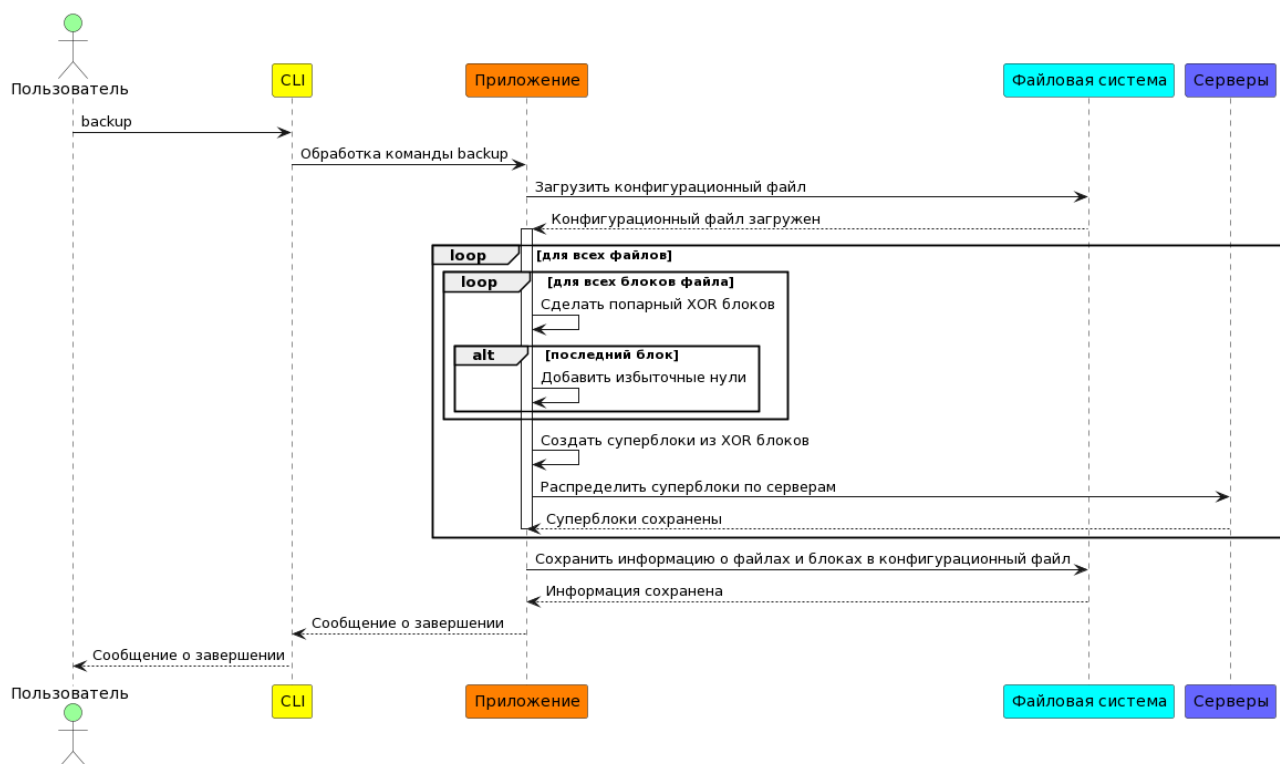 Пользователь
CLI
Приложение
Файловая система
Серверы
backup
Обработка команды backup
Загрузить конфигурационный файл
Конфигурационный файл загружен
loop [для всех файлов]
loop [для всех блоков файла]
Сделать попарный XOR блоков
alt [последний блок]
Добавить избыточные нули
Создать суперблоки из XOR блоков
Распределить суперблоки по серверам
Суперблоки сохранены
Сохранить информацию о файлах и блоках в конфигурационный файл
Информация сохранена
Сообщение о завершении
Сообщение о завершении
Пользователь
CLI
Приложение
Файловая система
Серверы